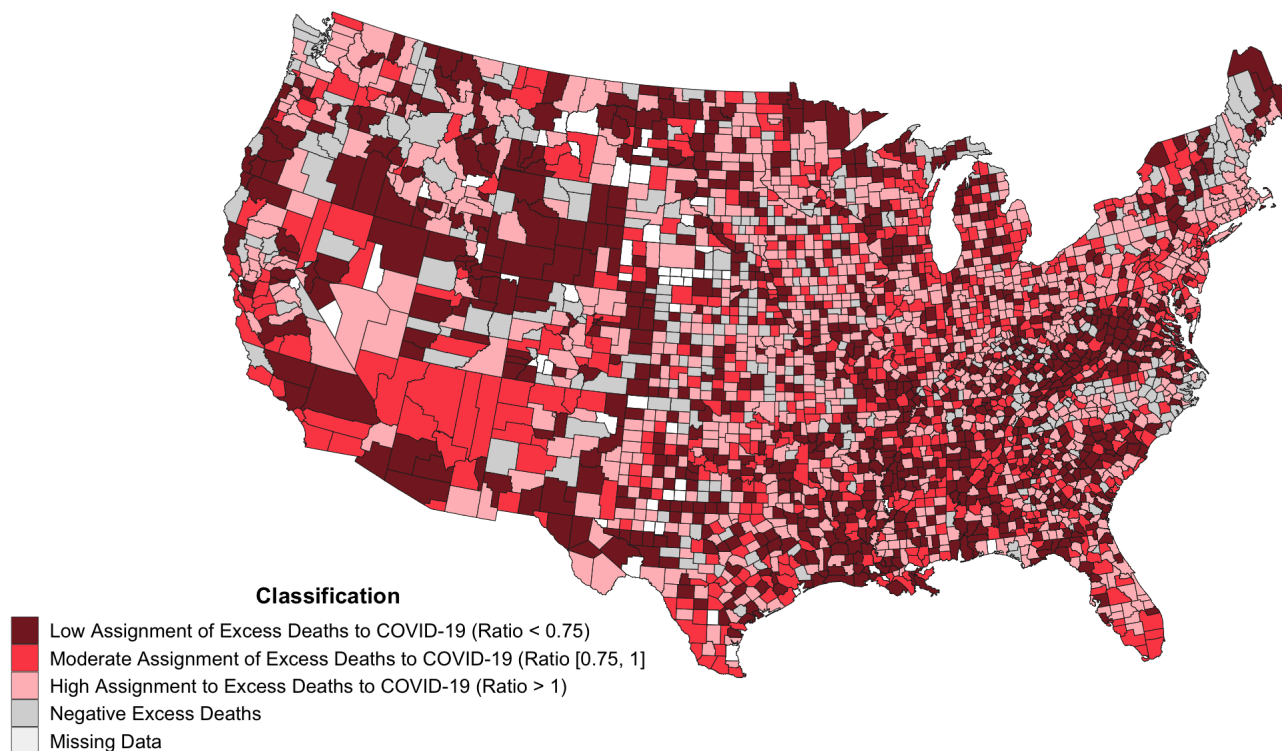 Classification
Low Assignment of Excess Deaths to COVID-19 (Ratio < 0.75)
Moderate Assignment of Excess Deaths to COVID-19 (Ratio [0.75, 1]
High Assignment to Excess Deaths to COVID-19 (Ratio > 1)
Negative Excess Deaths
Missing Data